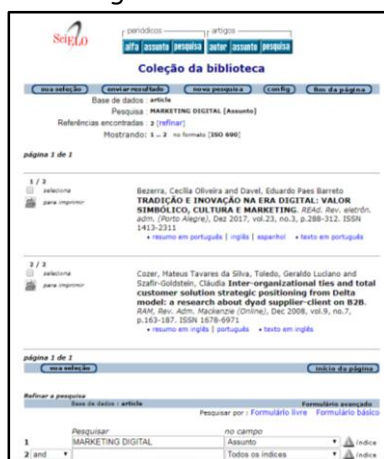 SciELO
periódicos artigos
alfa assunto pesquisa autor assunto pesquisa
Coleção da biblioteca
sua seleção enviar resultado nova pesquisa config fim da página
Base de dados : article
Pesquisa : MARKETING DIGITAL [Assunto]
Referências encontradas : 2 [refinar]
Mostrando: 1 .. 2 no formato [ISO 690]
página 1 de 1
1 / 2
seleciona
para imprimir
Bezerra, Cecília Oliveira and Davel, Eduardo Paes Barreto
TRADIÇÃO E INOVAÇÃO NA ERA DIGITAL: VALOR
SIMBÓLICO, CULTURA E MARKETING. REAd. Rev. eletrôn.
adm. (Porto Alegre), Dez 2017, vol.23, no.3, p.288-312. ISSN
1413-2311
• resumo em português | inglês | espanhol • texto em português
2 / 2
seleciona
para imprimir
Cozer, Mateus Tavares da Silva, Toledo, Geraldo Luciano and
Szafir-Goldstein, Cláudia Inter-organizational ties and total
customer solution strategic positioning from Delta
model: a research about dyad supplier-client on B2B.
RAM, Rev. Adm. Mackenzie (Online), Dec 2008, vol.9, no.7,
p.163-187. ISSN 1678-6971
• resumo em inglês | português • texto em inglês
página 1 de 1
sua seleção início da página
Refinar a pesquisa
Base de dados : article Formulário avançado
Pesquisar por : Formulário livre Formulário básico
Pesquisar no campo
1 MARKETING DIGITAL Assunto índice
2 and Todos os índices índice